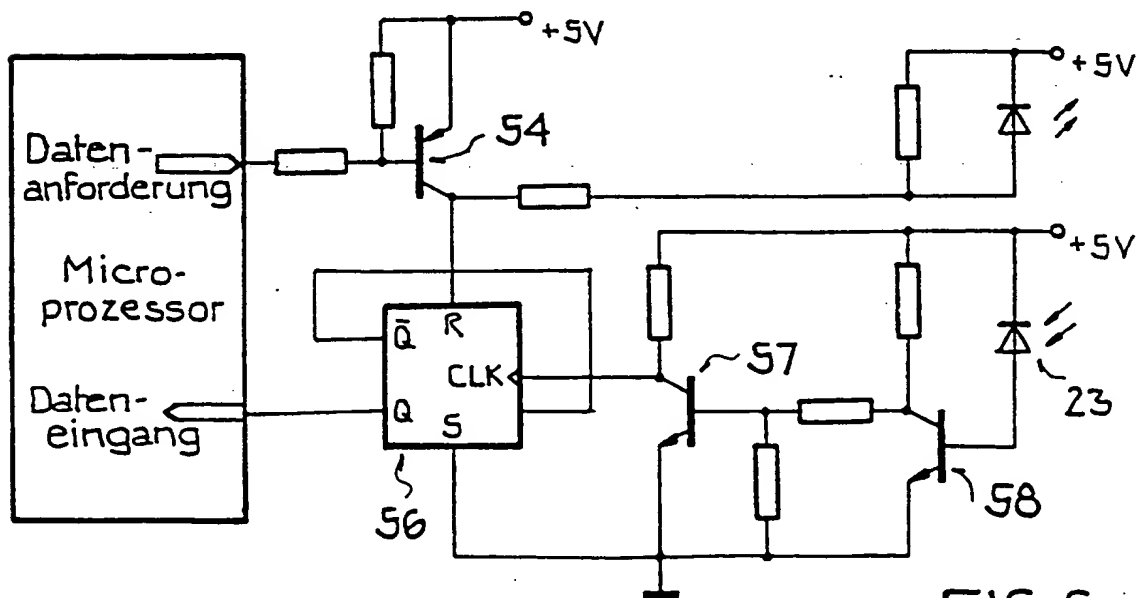 +5V
+5V
54
Daten-
anforderung
Micro-
prozessor
Daten-
eingang
+5V
Q̄
R
CLK
Q
S
56
57
23
58